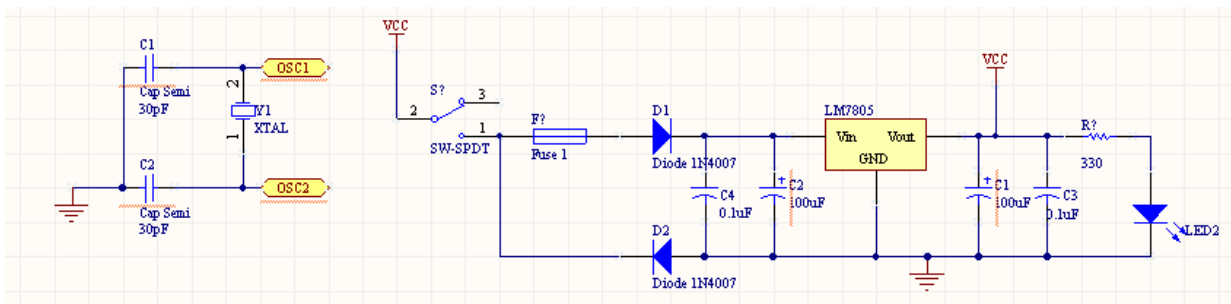 C1
Cap Semi
30pF
OSC1
2
Y1
1
XTAL
C2
Cap Semi
30pF
OSC2
VCC
S?
3
2
1
SW-SPDT
F?
Fuse 1
D1
Diode 1N4007
C4
0.1uF
C2
100uF
D2
Diode 1N4007
LM7805
Vin
Vout
GND
VCC
C1
100uF
C3
0.1uF
R?
330
LED2